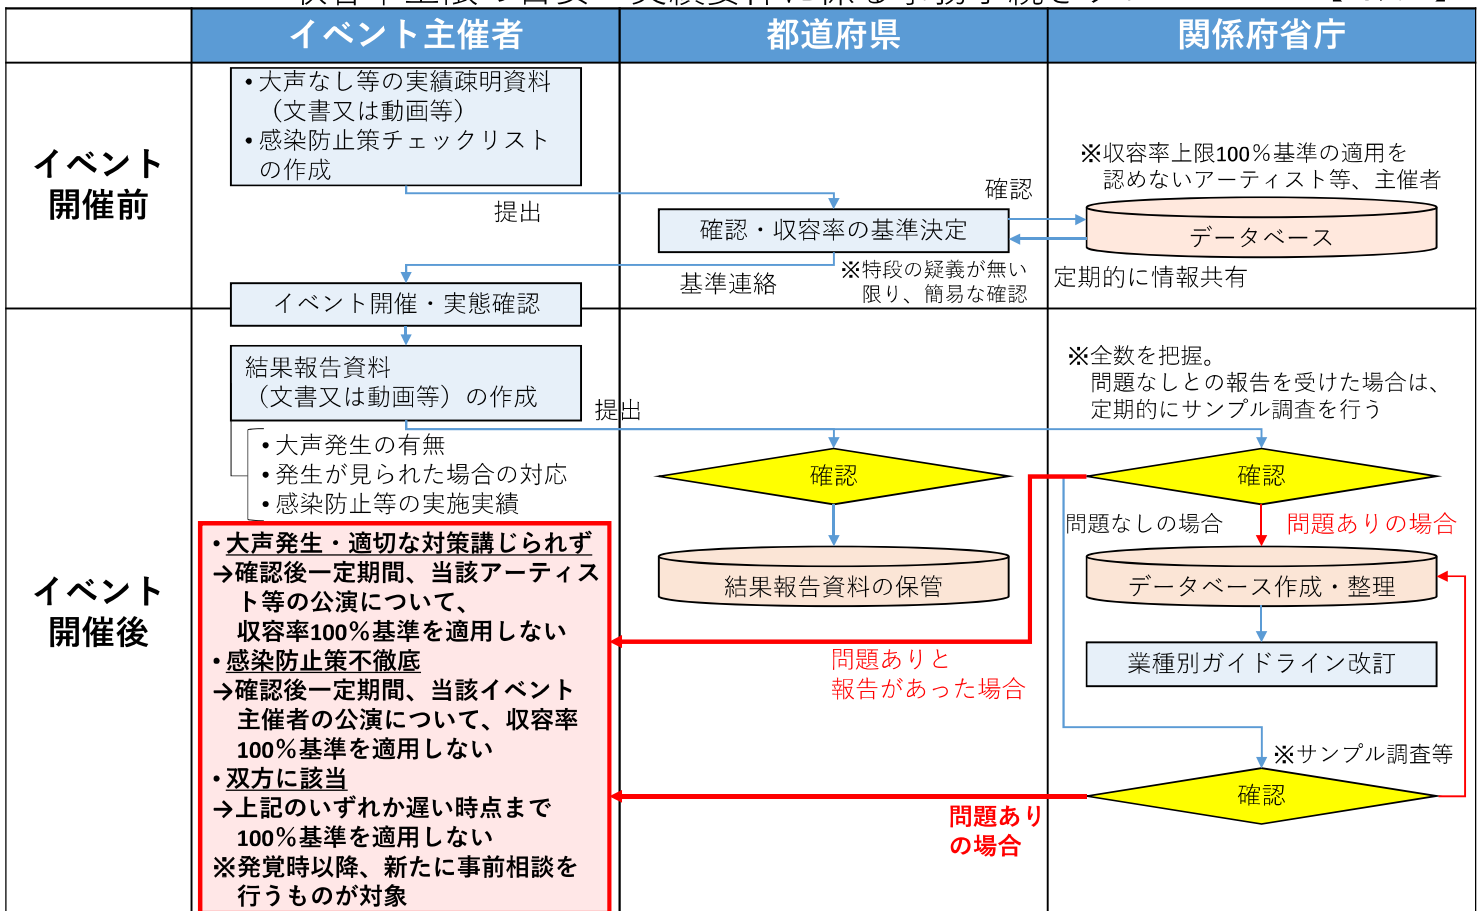 イベント主催者
都道府県
関係府省庁
イベント
開催前
• 大声なし等の実績疎明資料
（文書又は動画等）
• 感染防止策チェックリスト
の作成
提出
確認・収容率の基準決定
確認
※収容率上限100％基準の適用を
認めないアーティスト等、主催者
データベース
定期的に情報共有
基準連絡
※特段の疑義が無い
限り、簡易な確認
イベント開催・実態確認
イベント
開催後
結果報告資料
（文書又は動画等）の作成
提出
• 大声発生の有無
• 発生が見られた場合の対応
• 感染防止等の実施実績
※全数を把握。
問題なしとの報告を受けた場合は、
定期的にサンプル調査を行う
確認
確認
問題なしの場合
問題ありの場合
結果報告資料の保管
データベース作成・整理
業種別ガイドライン改訂
問題ありと
報告があった場合
※サンプル調査等
確認
問題あり
の場合
・大声発生・適切な対策講じられず
→確認後一定期間、当該アーティス
ト等の公演について、
収容率100％基準を適用しない
・感染防止策不徹底
→確認後一定期間、当該イベント
主催者の公演について、収容率
100％基準を適用しない
・双方に該当
→上記のいずれか遅い時点まで
100％基準を適用しない
※発覚時以降、新たに事前相談を
行うものが対象